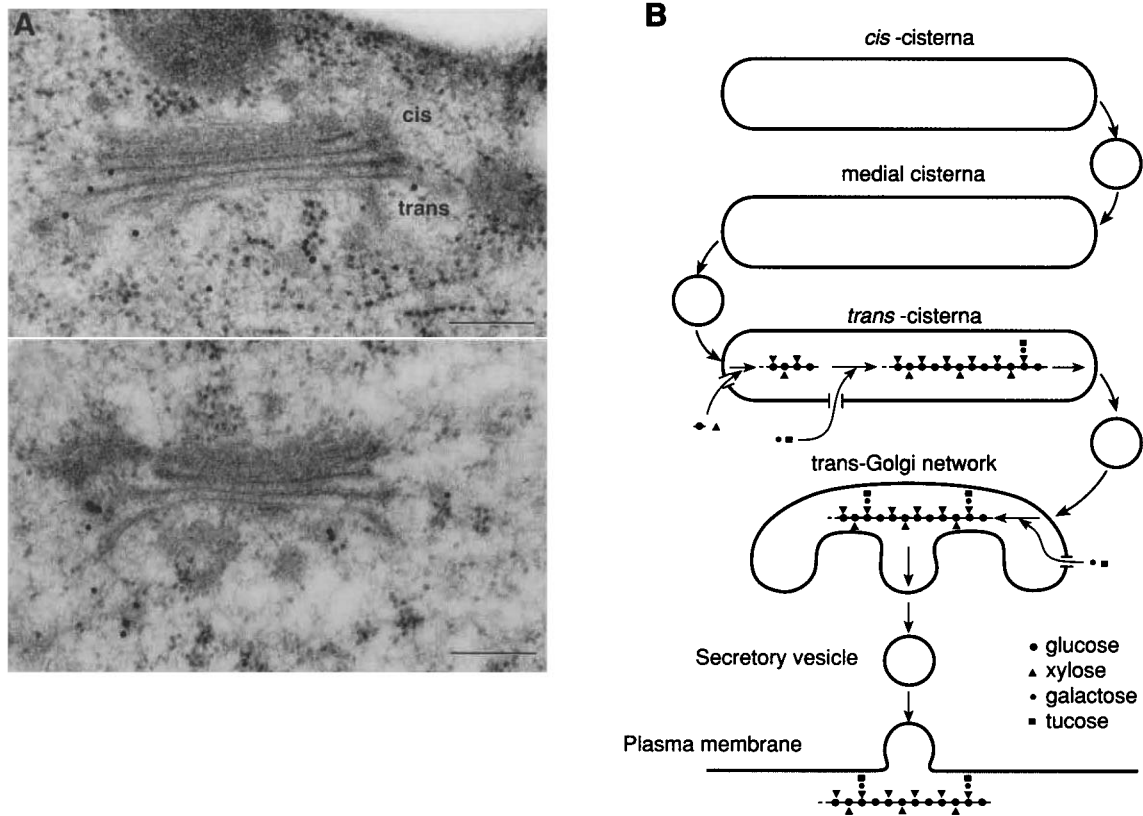 A
cis
trans
B
cis -cisterna
medial cisterna
trans -cisterna
trans-Golgi network
Secretory vesicle
glucose
xylose
galactose
tucose
Plasma membrane